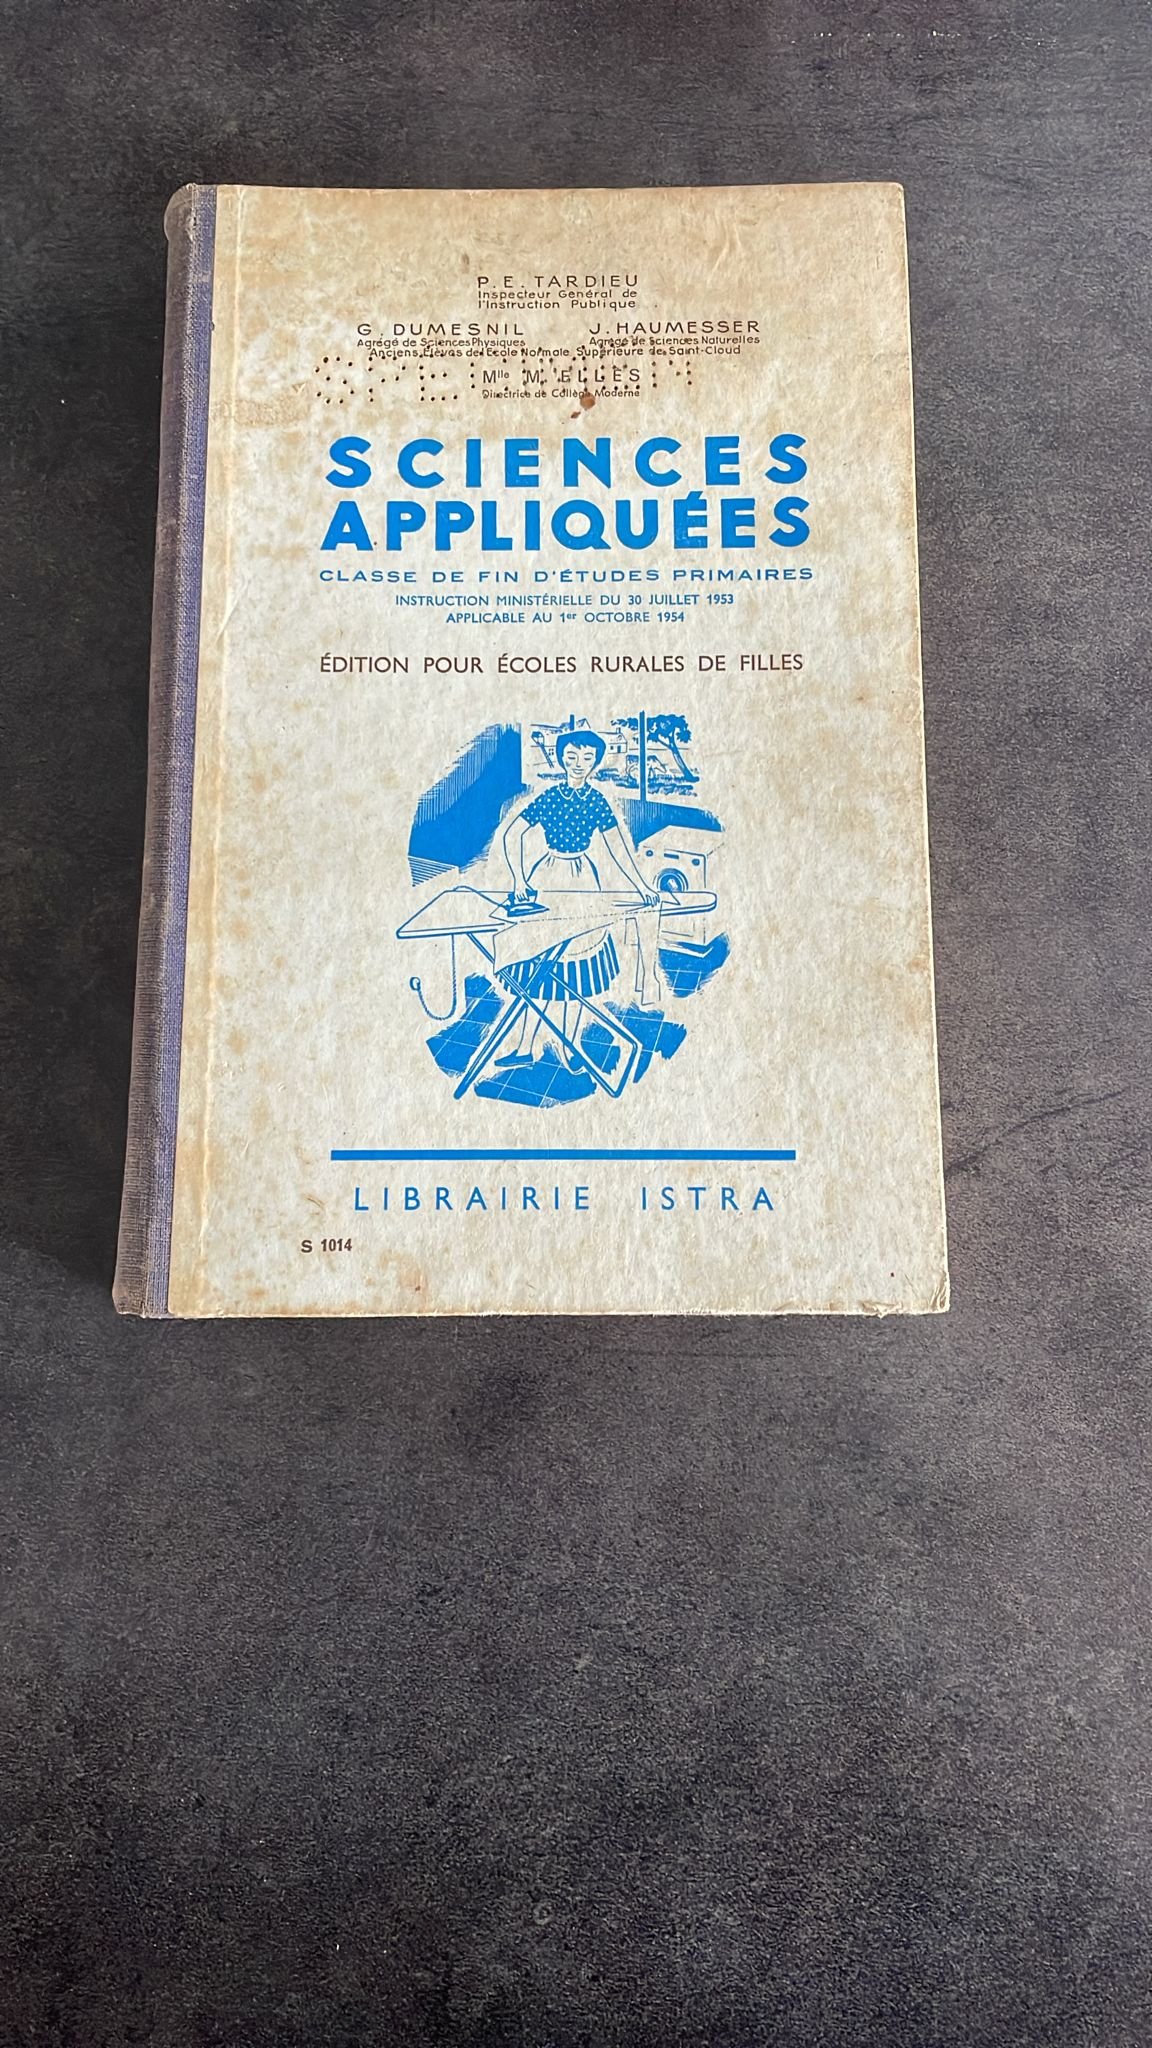 P. E. TARDIEU
Inspecteur Général de
l'Instruction Publique
G. DUMESNIL
Agrégé de Sciences Physiques
J. HAUMESSER
Agrégé de Sciences Naturelles
Anciens Élèves de l'École Normale Supérieure de Saint-Cloud
SPECIMEN
Mlle M. ELLES
Directrice de Collège Moderne
SCIENCES
APPLIQUÉES
CLASSE DE FIN D'ÉTUDES PRIMAIRES
INSTRUCTION MINISTÉRIELLE DU 30 JUILLET 1953
APPLICABLE AU 1er OCTOBRE 1954
ÉDITION POUR ÉCOLES RURALES DE FILLES
LIBRAIRIE ISTRA
S 1014